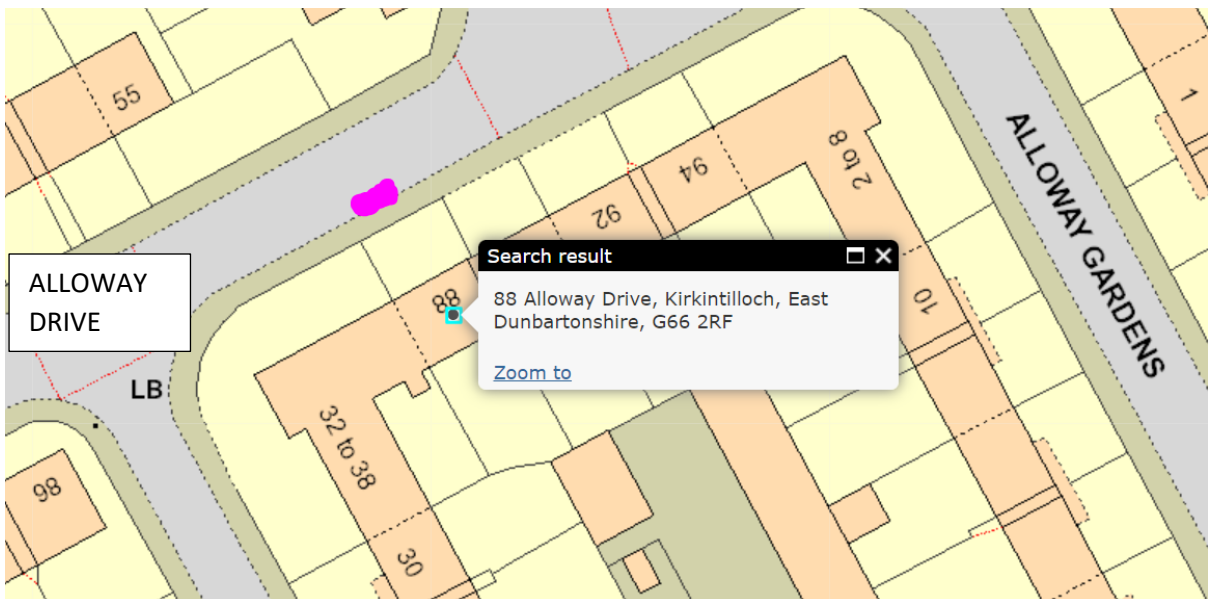 55
1
ALLOWAY GARDENS
2 to 8
94
92
Search result
88 Alloway Drive, Kirkintilloch, East
Dunbartonshire, G66 2RF
Zoom to
ALLOWAY
DRIVE
88
10
LB
32 to 38
98
30